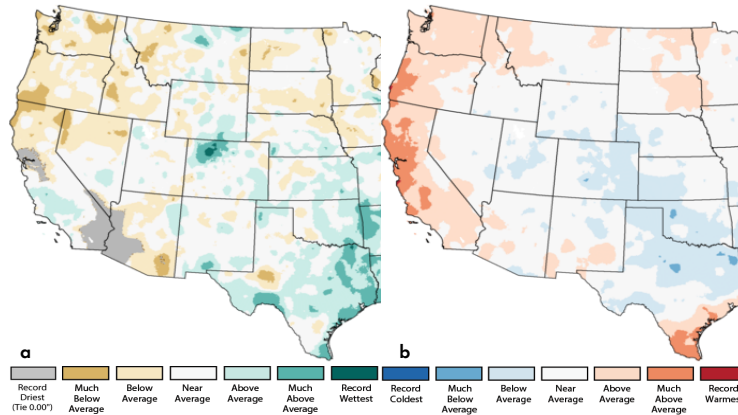 a
b
Record
Driest
(Tie 0.00")
Much
Below
Average
Below
Average
Near
Average
Above
Average
Much
Above
Average
Record
Wettest
Record
Coldest
Much
Below
Average
Below
Average
Near
Average
Above
Average
Much
Above
Average
Record
Warmes